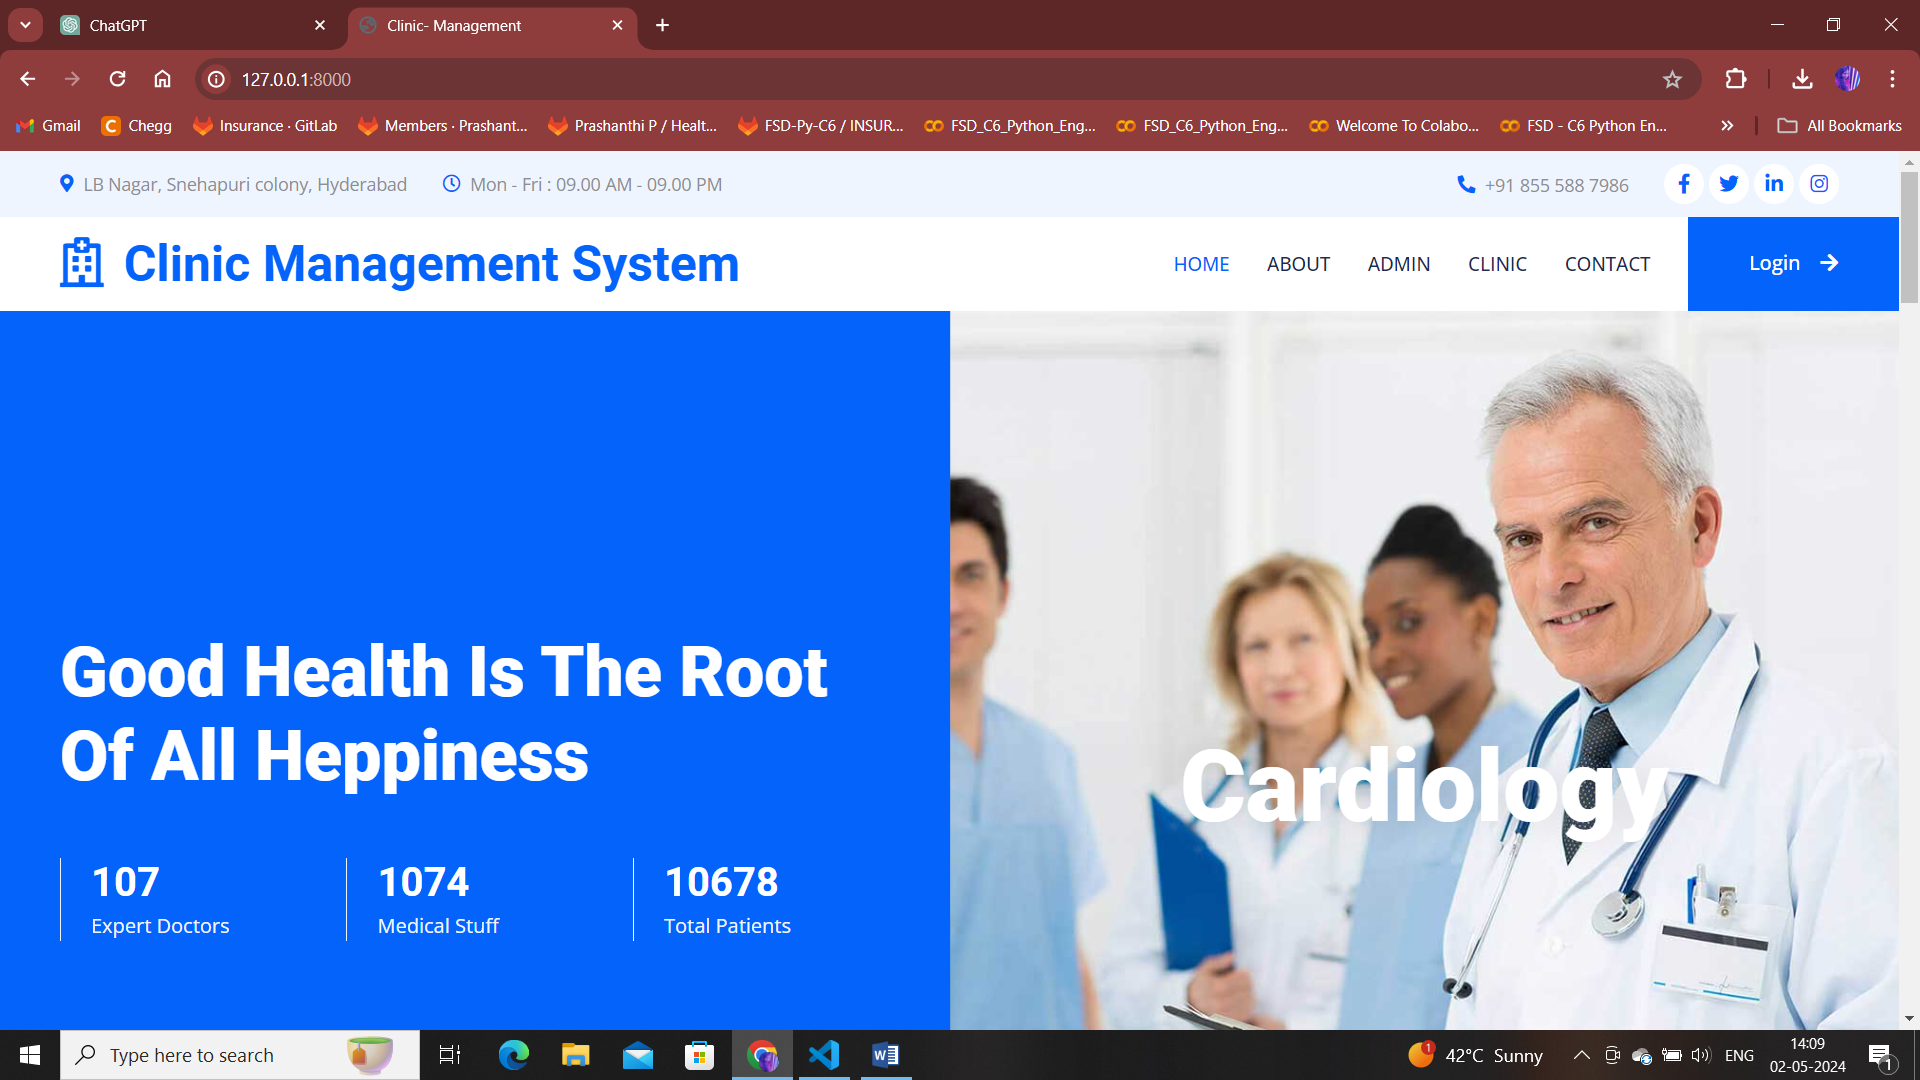 ChatGPT
Clinic- Management
127.0.0.1:8000
Gmail
Chegg
Insurance · GitLab
Members · Prashant...
Prashanthi P / Healt...
FSD-Py-C6 / INSUR...
FSD_C6_Python_Eng...
FSD_C6_Python_Eng...
Welcome To Colabo...
FSD - C6 Python En...
All Bookmarks
LB Nagar, Snehapuri colony, Hyderabad
Mon - Fri : 09.00 AM - 09.00 PM
+91 855 588 7986
Clinic Management System
HOME
ABOUT
ADMIN
CLINIC
CONTACT
Login
Good Health Is The Root
Of All Heppiness
Cardiology
107
Expert Doctors
1074
Medical Stuff
10678
Total Patients
Type here to search
1
42°C Sunny
ENG
14:09
02-05-2024
1